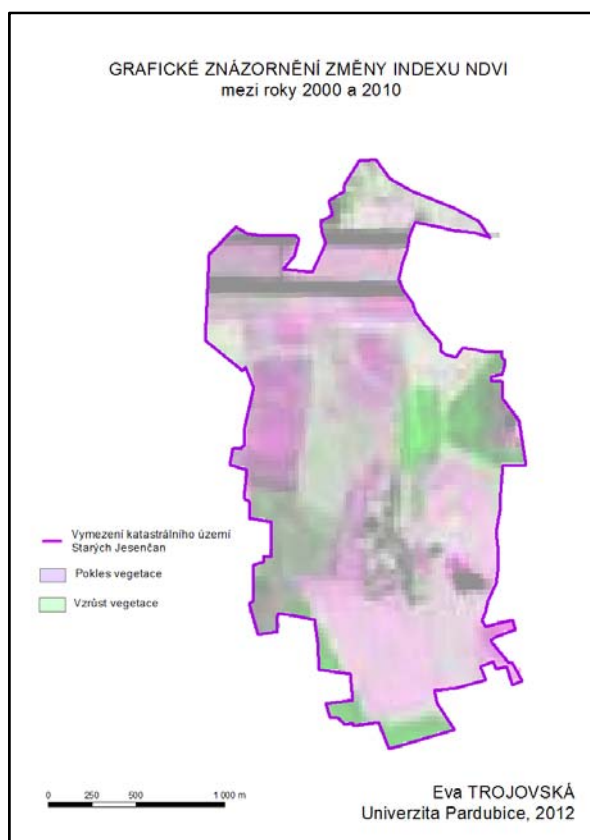 GRAFICKÉ ZNÁZORNĚNÍ ZMĚNY INDEXU NDVI
mezi roky 2000 a 2010
Vymezení katastrálního území
Starých Jesenčan
Pokles vegetace
Vzrůst vegetace
0 250 500 1 000 m
Eva TROJOVSKÁ
Univerzita Pardubice, 2012